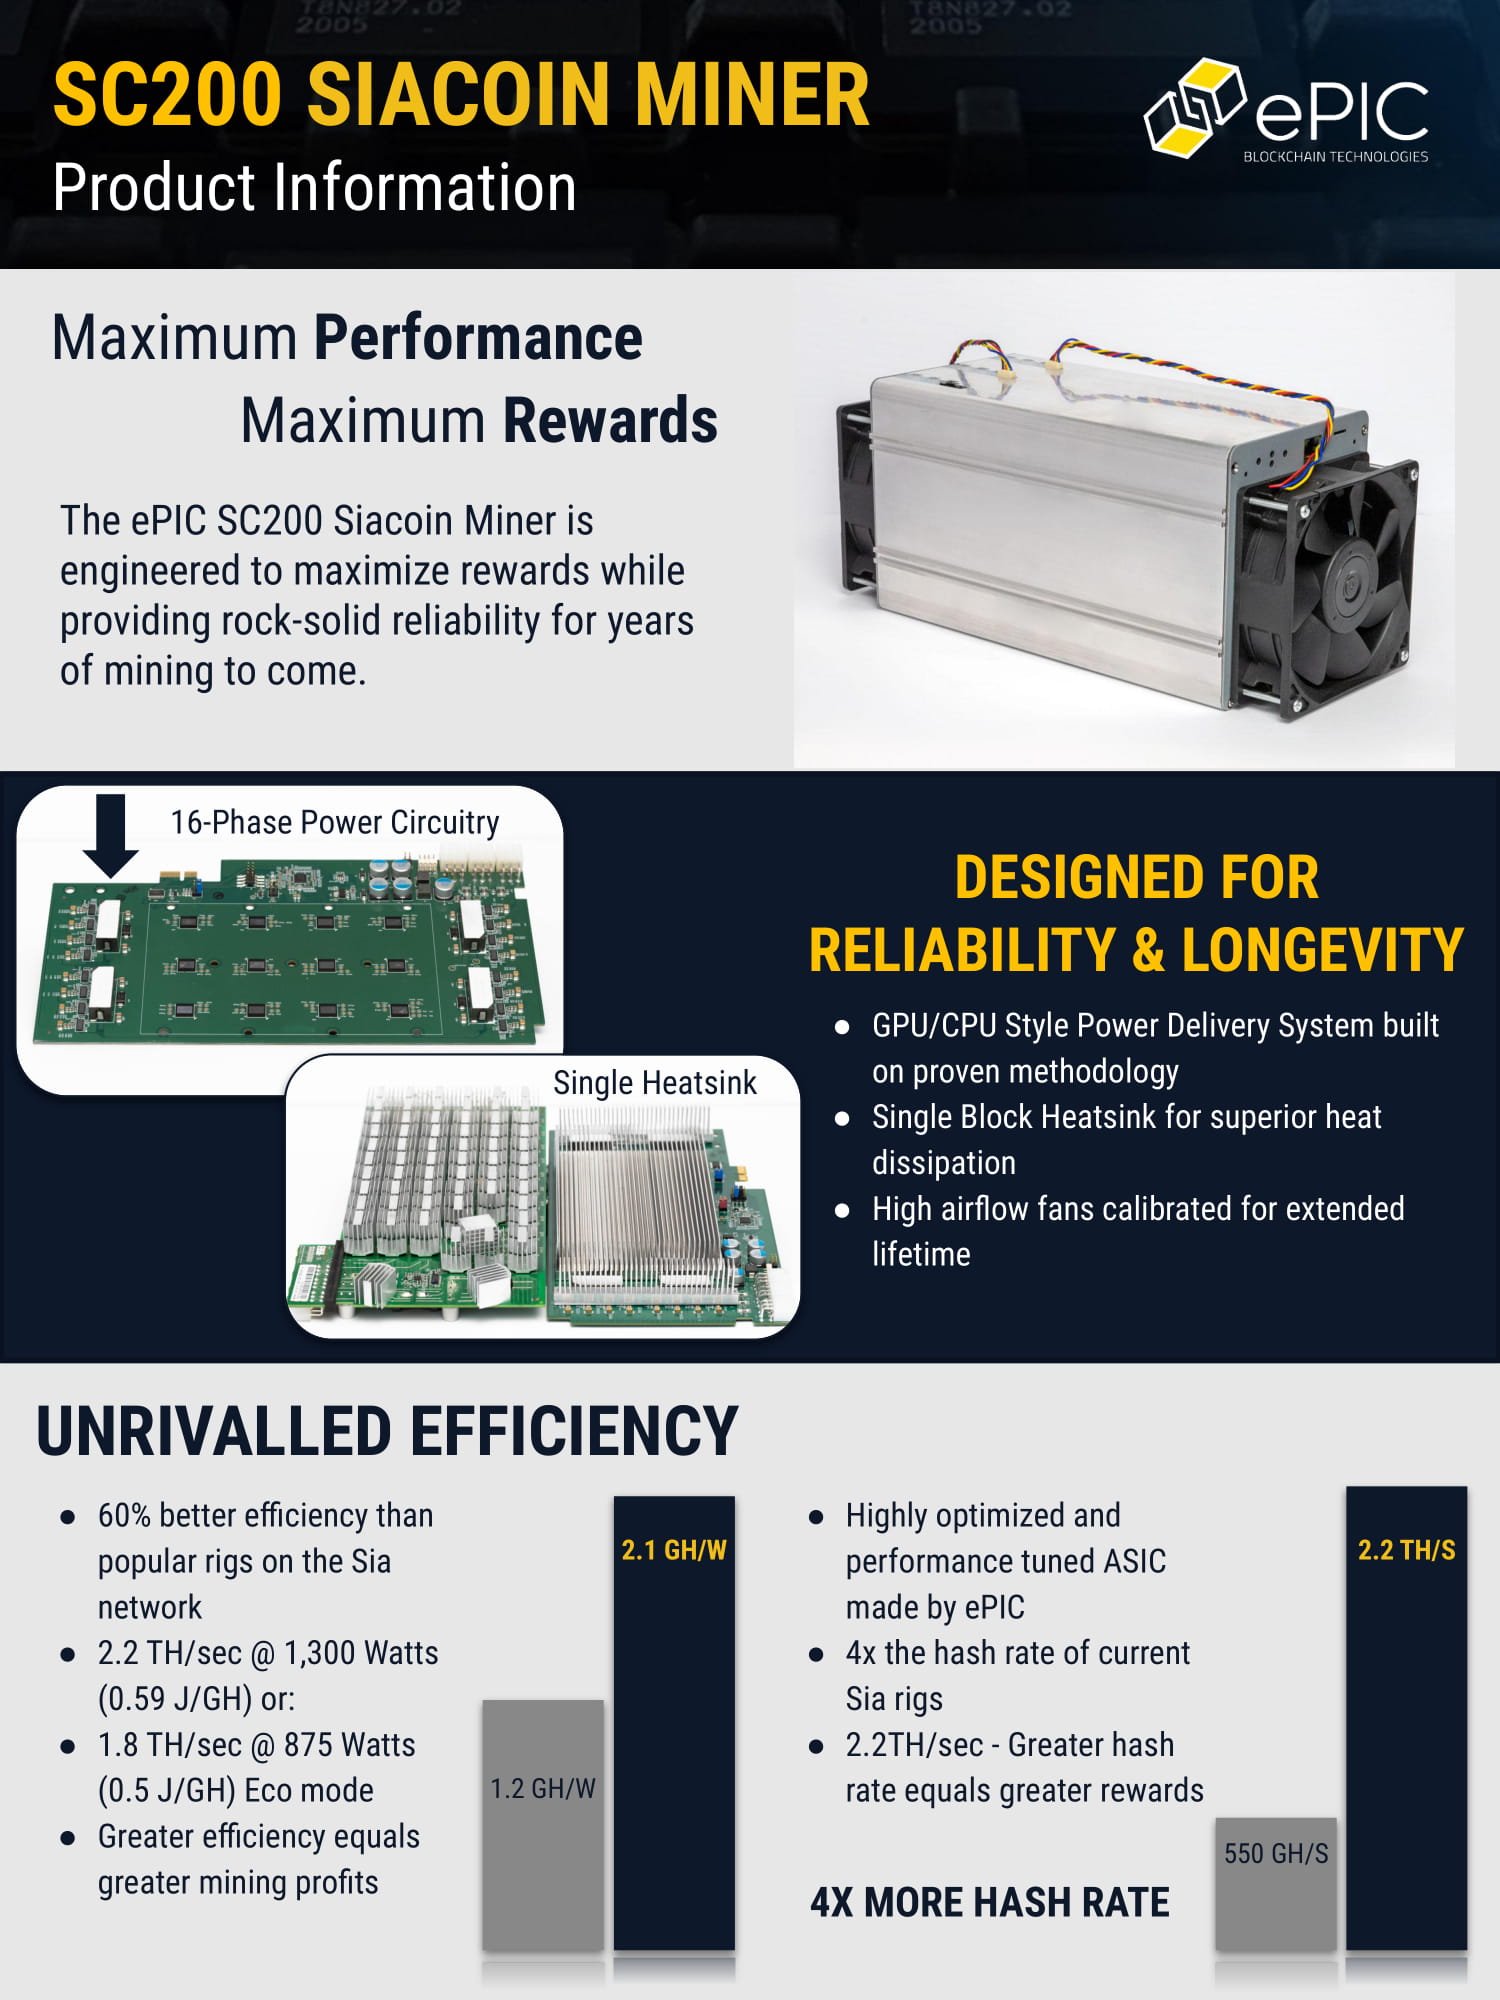 T8N827.02
2005
T8N827.02
2005
SC200 SIACOIN MINER
Product Information
ePIC
BLOCKCHAIN TECHNOLOGIES
Maximum Performance
Maximum Rewards
The ePIC SC200 Siacoin Miner is
engineered to maximize rewards while
providing rock-solid reliability for years
of mining to come.
16-Phase Power Circuitry
Single Heatsink
DESIGNED FOR
RELIABILITY & LONGEVITY
● GPU/CPU Style Power Delivery System built
on proven methodology
● Single Block Heatsink for superior heat
dissipation
● High airflow fans calibrated for extended
lifetime
UNRIVALLED EFFICIENCY
● 60% better efficiency than
popular rigs on the Sia
network
● 2.2 TH/sec @ 1,300 Watts
(0.59 J/GH) or:
● 1.8 TH/sec @ 875 Watts
(0.5 J/GH) Eco mode
● Greater efficiency equals
greater mining profits
1.2 GH/W
2.1 GH/W
● Highly optimized and
performance tuned ASIC
made by ePIC
● 4x the hash rate of current
Sia rigs
● 2.2TH/sec - Greater hash
rate equals greater rewards
4X MORE HASH RATE
550 GH/S
2.2 TH/S